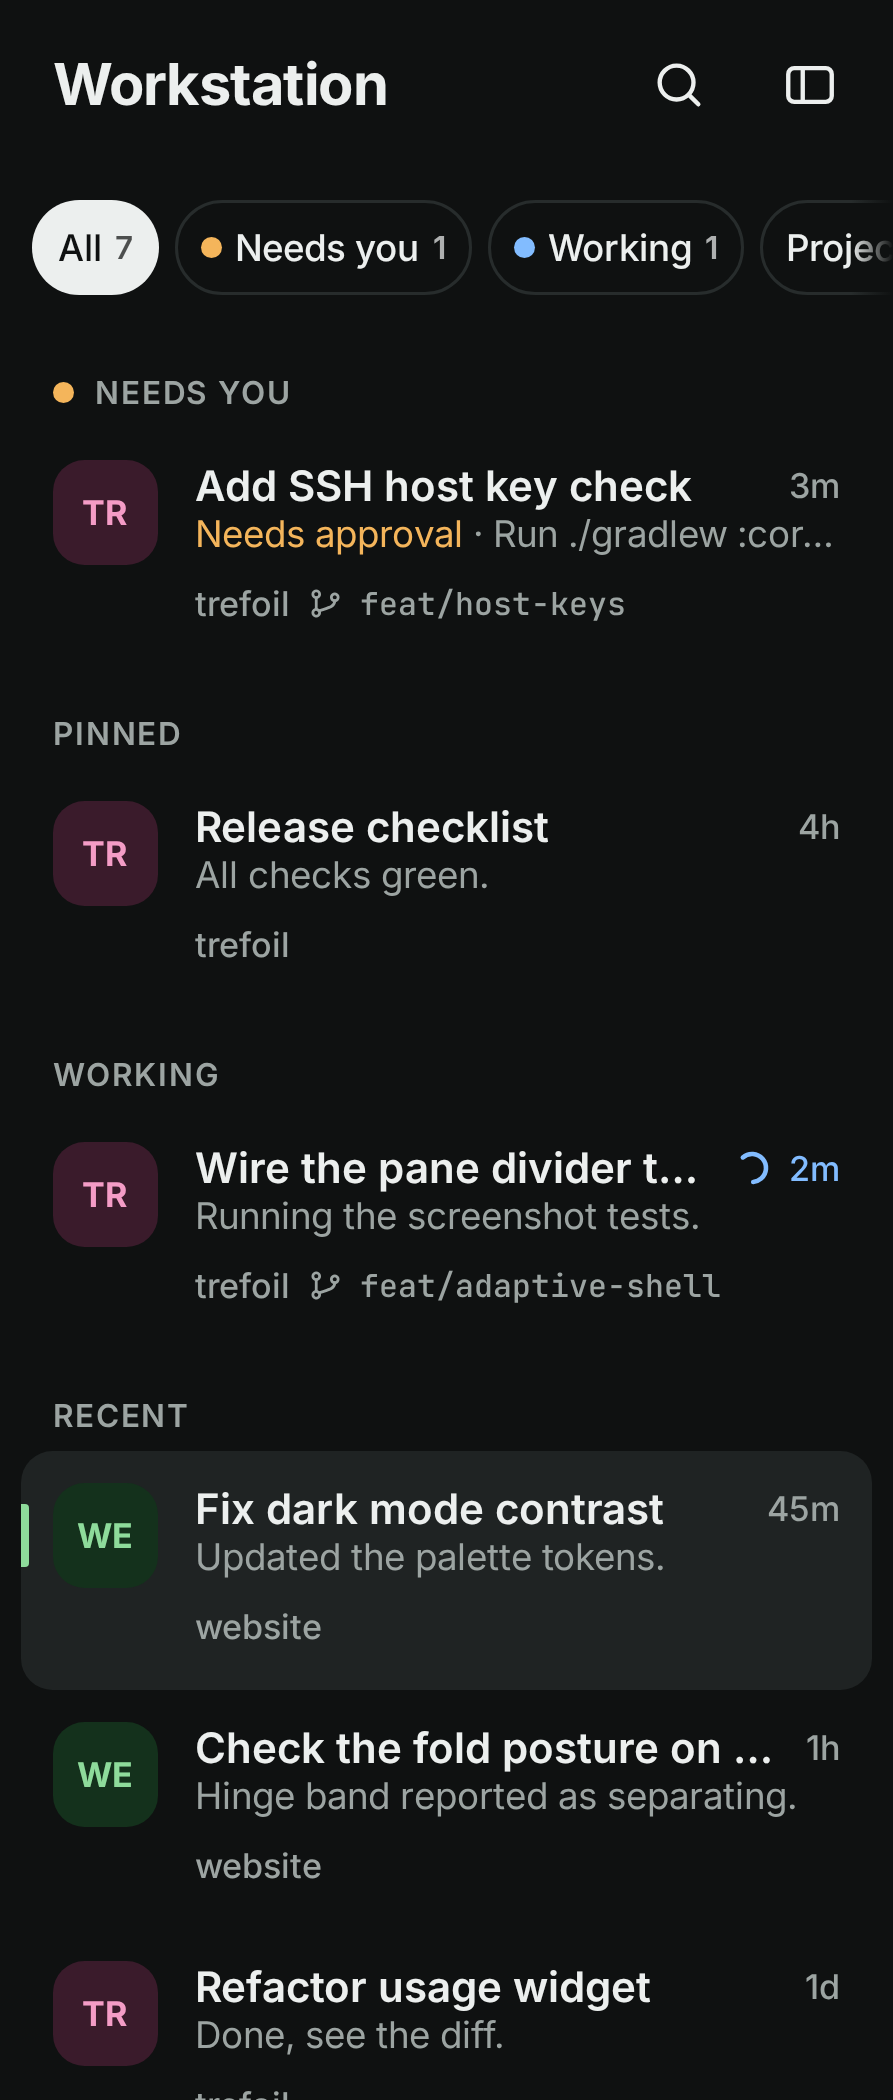 Workstation
All 7
Needs you 1
Working 1
NEEDS YOU
TR
Add SSH host key check
3m
Needs approval · Run ./gradlew :cor...
trefoil feat/host-keys
PINNED
TR
Release checklist
4h
All checks green.
trefoil
WORKING
TR
Wire the pane divider t...
2m
Running the screenshot tests.
trefoil feat/adaptive-shell
RECENT
WE
Fix dark mode contrast
45m
Updated the palette tokens.
website
WE
Check the fold posture on ...
1h
Hinge band reported as separating.
website
TR
Refactor usage widget
1d
Done, see the diff.